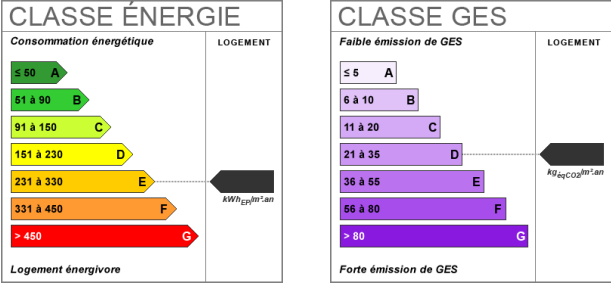 CLASSE ÉNERGIE
Consommation énergétique
LOGEMENT
≤ 50 A
51 à 90 B
91 à 150 C
151 à 230 D
231 à 330 E
331 à 450 F
> 450 G
kWhEP/m².an
Logement énergivore
CLASSE GES
Faible émission de GES
LOGEMENT
≤ 5 A
6 à 10 B
11 à 20 C
21 à 35 D
36 à 55 E
56 à 80 F
> 80 G
kgéqCO2/m².an
Forte émission de GES